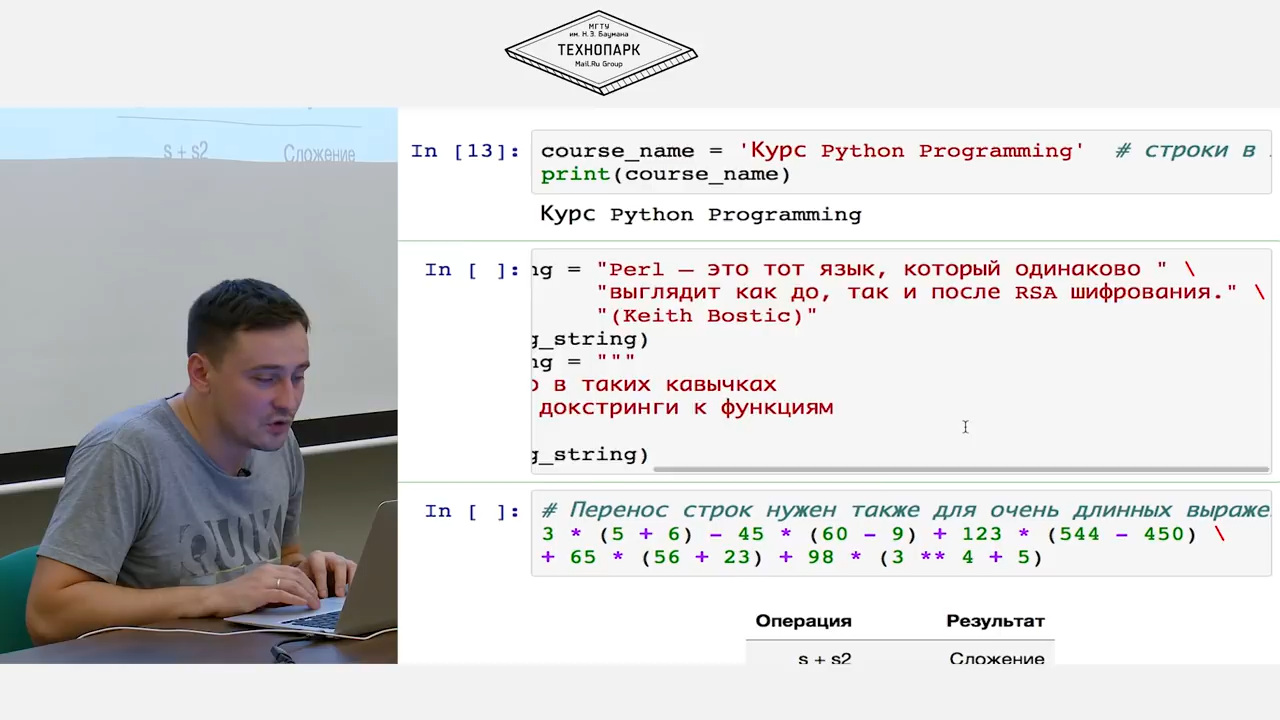 МГТУ
им. Н.Э. Баумана
ТЕХНОПАРК
Mail.Ru Group
s + s2 Сложение
In [13]: course_name = 'Курс Python Programming' # строки в
print(course_name)
Курс Python Programming
In [ ]: ng = "Perl — это тот язык, который одинаково " \
"выглядит как до, так и после RSA шифрования." \
"(Keith Bostic)"
g_string)
ng = """
о в таких кавычках
докстринги к функциям
g_string)
In [ ]: # Перенос строк нужен также для очень длинных выраже
3 * (5 + 6) - 45 * (60 - 9) + 123 * (544 - 450) \
+ 65 * (56 + 23) + 98 * (3 ** 4 + 5)
Операция Результат
s + s2 Сложение